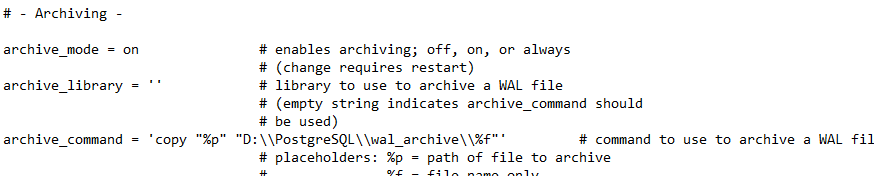 # - Archiving -
archive_mode = on # enables archiving; off, on, or always
# (change requires restart)
archive_library = '' # library to use to archive a WAL file
# (empty string indicates archive_command should
# be used)
archive_command = 'copy "%p" "D:\\PostgreSQL\\wal_archive\\%f"' # command to use to archive a WAL fil
# placeholders: %p = path of file to archive
# %f = file name only